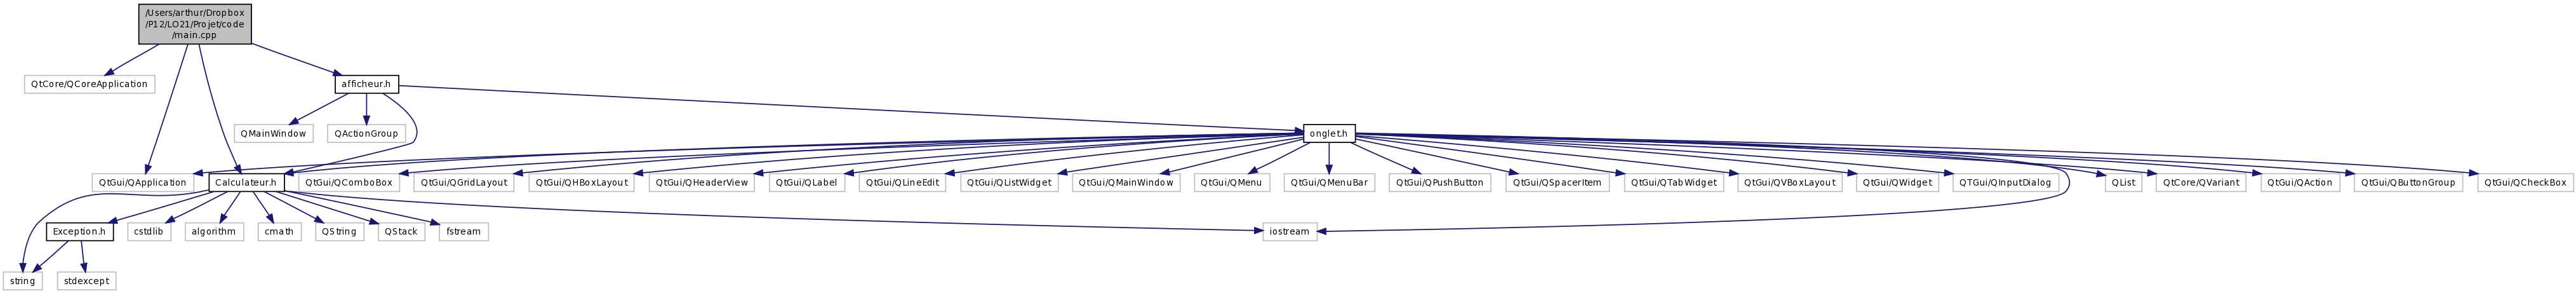 /Users/arthur/Dropbox
/P12/LO21/Projet/code
/main.cpp
QtCore/QCoreApplication
afficheur.h
QMainWindow
QActionGroup
onglet.h
QtGui/QApplication
Calculateur.h
QtGui/QComboBox
QtGui/QGridLayout
QtGui/QHBoxLayout
QtGui/QHeaderView
QtGui/QLabel
QtGui/QLineEdit
QtGui/QListWidget
QtGui/QMainWindow
QtGui/QMenu
QtGui/QMenuBar
QtGui/QPushButton
QtGui/QSpacerItem
QtGui/QTabWidget
QtGui/QVBoxLayout
QtGui/QWidget
QTGui/QInputDialog
QList
QtCore/QVariant
QtGui/QAction
QtGui/QButtonGroup
QtGui/QCheckBox
Exception.h
cstdlib
algorithm
cmath
QString
QStack
fstream
iostream
string
stdexcept